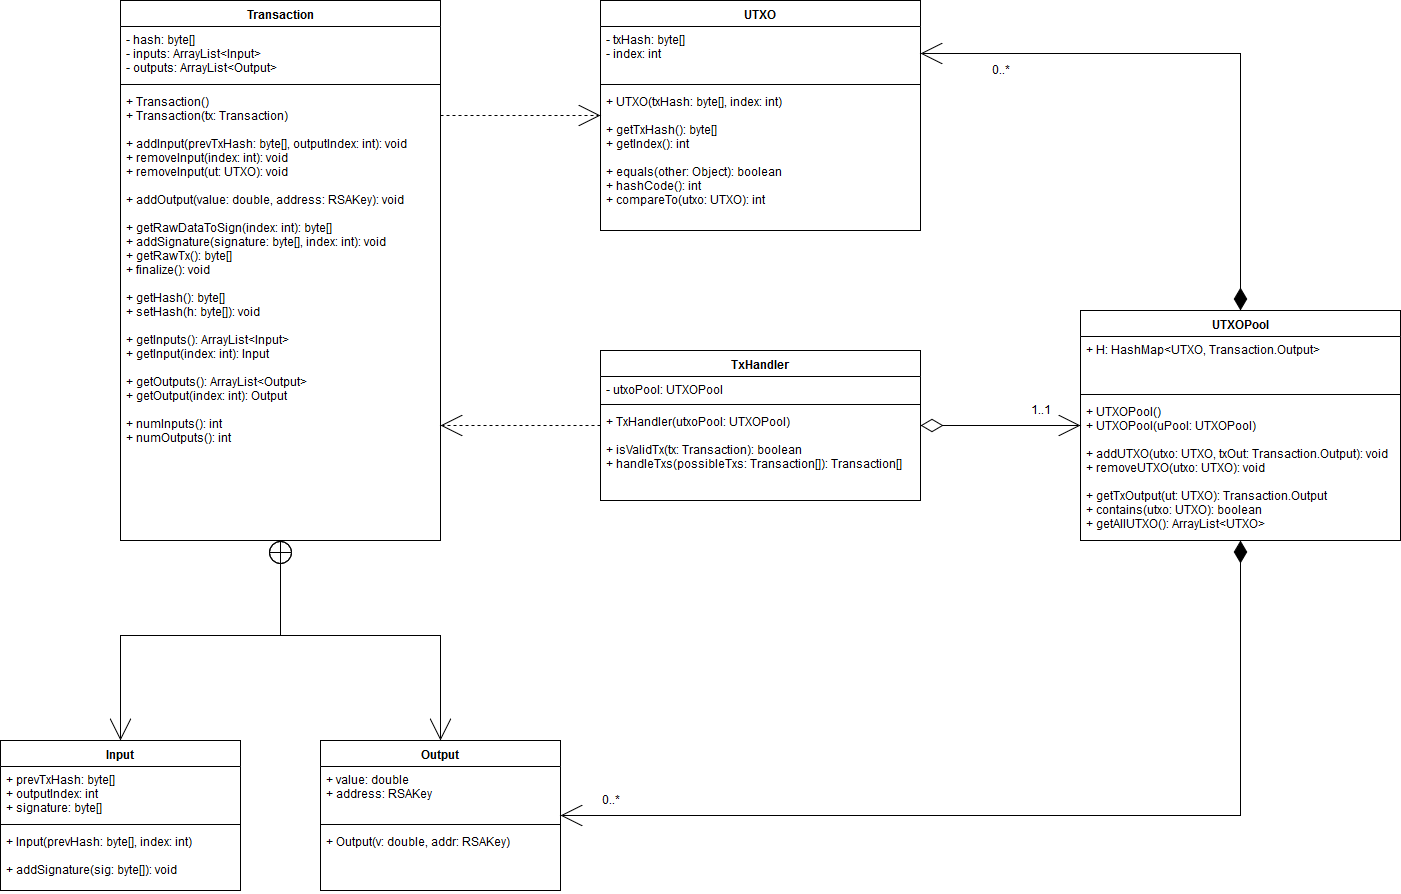 Transaction
- hash: byte[]
- inputs: ArrayList<Input>
- outputs: ArrayList<Output>
+ Transaction()
+ Transaction(tx: Transaction)
+ addInput(prevTxHash: byte[], outputIndex: int): void
+ removeInput(index: int): void
+ removeInput(ut: UTXO): void
+ addOutput(value: double, address: RSAKey): void
+ getRawDataToSign(index: int): byte[]
+ addSignature(signature: byte[], index: int): void
+ getRawTx(): byte[]
+ finalize(): void
+ getHash(): byte[]
+ setHash(h: byte[]): void
+ getInputs(): ArrayList<Input>
+ getInput(index: int): Input
+ getOutputs(): ArrayList<Output>
+ getOutput(index: int): Output
+ numInputs(): int
+ numOutputs(): int
UTXO
- txHash: byte[]
- index: int
+ UTXO(txHash: byte[], index: int)
+ getTxHash(): byte[]
+ getIndex(): int
+ equals(other: Object): boolean
+ hashCode(): int
+ compareTo(utxo: UTXO): int
0..*
TxHandler
- utxoPool: UTXOPool
+ TxHandler(utxoPool: UTXOPool)
+ isValidTx(tx: Transaction): boolean
+ handleTxs(possibleTxs: Transaction[]): Transaction[]
1..1
UTXOPool
+ H: HashMap<UTXO, Transaction.Output>
+ UTXOPool()
+ UTXOPool(uPool: UTXOPool)
+ addUTXO(utxo: UTXO, txOut: Transaction.Output): void
+ removeUTXO(utxo: UTXO): void
+ getTxOutput(ut: UTXO): Transaction.Output
+ contains(utxo: UTXO): boolean
+ getAllUTXO(): ArrayList<UTXO>
Input
+ prevTxHash: byte[]
+ outputIndex: int
+ signature: byte[]
+ Input(prevHash: byte[], index: int)
+ addSignature(sig: byte[]): void
Output
+ value: double
+ address: RSAKey
+ Output(v: double, addr: RSAKey)
0..*